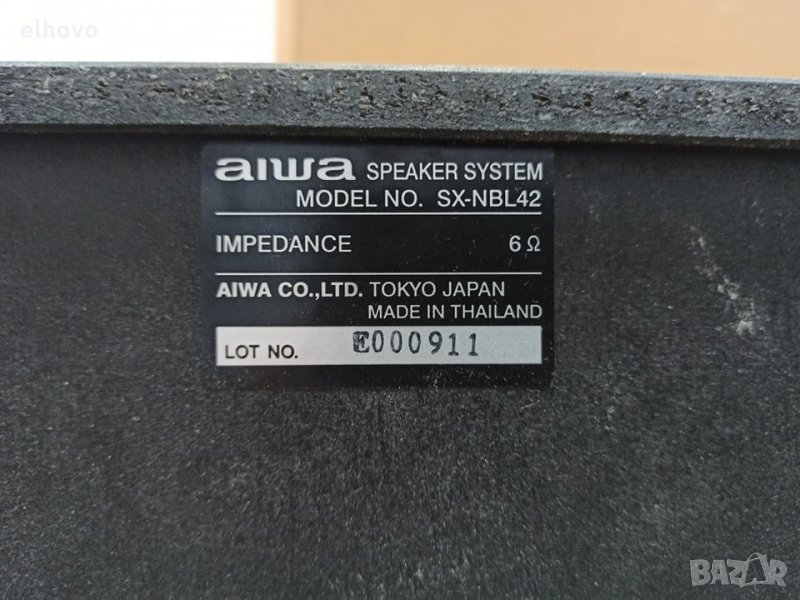 elhovo
aiwa SPEAKER SYSTEM
MODEL NO. SX-NBL42
IMPEDANCE 6 Ω
AIWA CO.,LTD. TOKYO JAPAN
MADE IN THAILAND
LOT NO. E000911
BAZAR